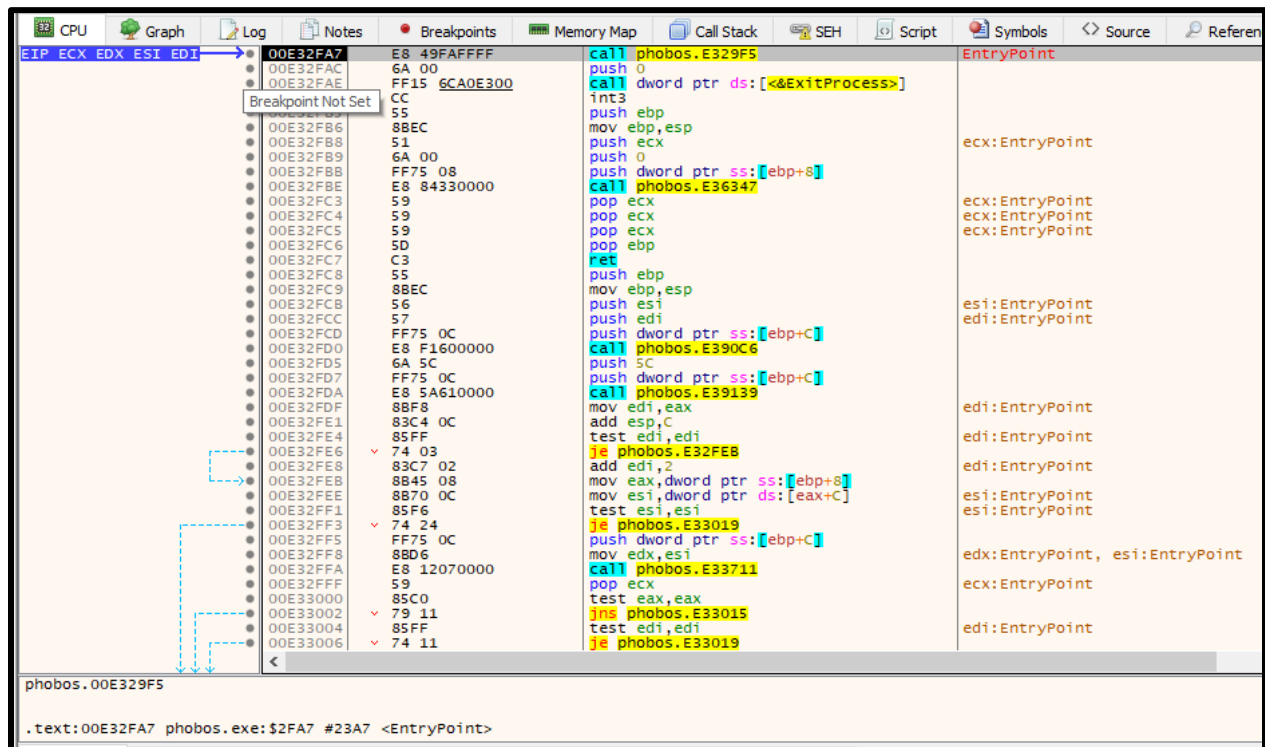 CPU Graph Log Notes Breakpoints Memory Map Call Stack SEH Script Symbols Source Referen
EIP ECX EDX ESI EDI 00E32FA7 E8 49FAFFFF call phobos.E329F5 EntryPoint
00E32FAC 6A 00 push 0
00E32FAE FF15 6CA0E300 call dword ptr ds:[<&ExitProcess>]
Breakpoint Not Set CC int3
55 push ebp
00E32FB6 8BEC mov ebp,esp
00E32FB8 51 push ecx ecx:EntryPoint
00E32FB9 6A 00 push 0
00E32FBB FF75 08 push dword ptr ss:[ebp+8]
00E32FBE E8 84330000 call phobos.E36347
00E32FC3 59 pop ecx ecx:EntryPoint
00E32FC4 59 pop ecx ecx:EntryPoint
00E32FC5 59 pop ecx ecx:EntryPoint
00E32FC6 5D pop ebp
00E32FC7 C3 ret
00E32FC8 55 push ebp
00E32FC9 8BEC mov ebp,esp
00E32FCB 56 push esi esi:EntryPoint
00E32FCC 57 push edi edi:EntryPoint
00E32FCD FF75 0C push dword ptr ss:[ebp+C]
00E32FD0 E8 F1600000 call phobos.E390C6
00E32FD5 6A 5C push 5C
00E32FD7 FF75 0C push dword ptr ss:[ebp+C]
00E32FDA E8 5A610000 call phobos.E39139
00E32FDF 8BF8 mov edi,eax edi:EntryPoint
00E32FE1 83C4 0C add esp,C
00E32FE4 85FF test edi,edi edi:EntryPoint
00E32FE6 74 03 je phobos.E32FEB
00E32FE8 83C7 02 add edi,2 edi:EntryPoint
00E32FEB 8B45 08 mov eax,dword ptr ss:[ebp+8]
00E32FEE 8B70 0C mov esi,dword ptr ds:[eax+C] esi:EntryPoint
00E32FF1 85F6 test esi,esi esi:EntryPoint
00E32FF3 74 24 je phobos.E33019
00E32FF5 FF75 0C push dword ptr ss:[ebp+C]
00E32FF8 8BD6 mov edx,esi edx:EntryPoint, esi:EntryPoint
00E32FFA E8 12070000 call phobos.E33711
00E32FFF 59 pop ecx ecx:EntryPoint
00E33000 85C0 test eax,eax
00E33002 79 11 jns phobos.E33015
00E33004 85FF test edi,edi edi:EntryPoint
00E33006 74 11 je phobos.E33019
phobos.00E329F5
.text:00E32FA7 phobos.exe:$2FA7 #23A7 <EntryPoint>